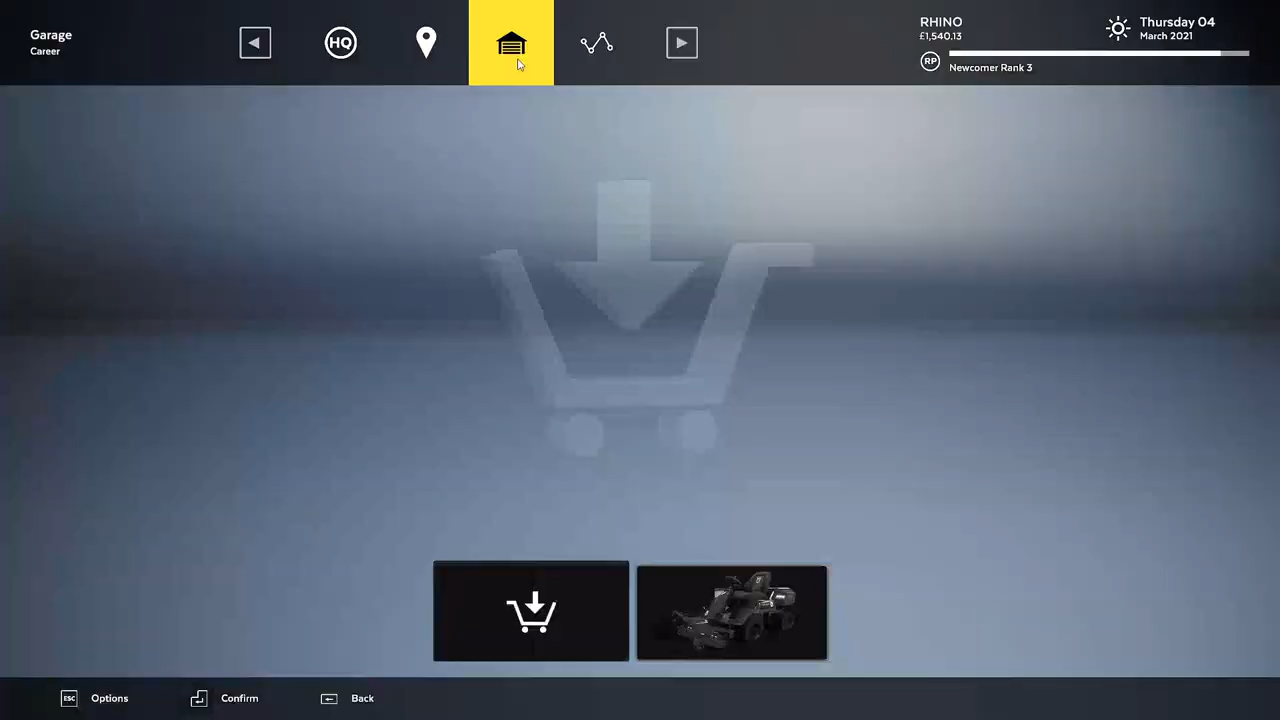 Garage
Career
HQ
RHINO
£1,540.13
Thursday 04
March 2021
RP
Newcomer Rank 3
ESC
Options
Confirm
Back